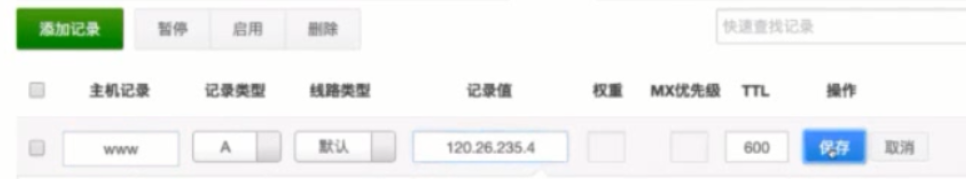 添加记录 暂停 启用 删除 快速查找记录
主机记录 记录类型 线路类型 记录值 权重 MX优先级 TTL 操作
www A 默认 120.26.235.4 600 保存 取消